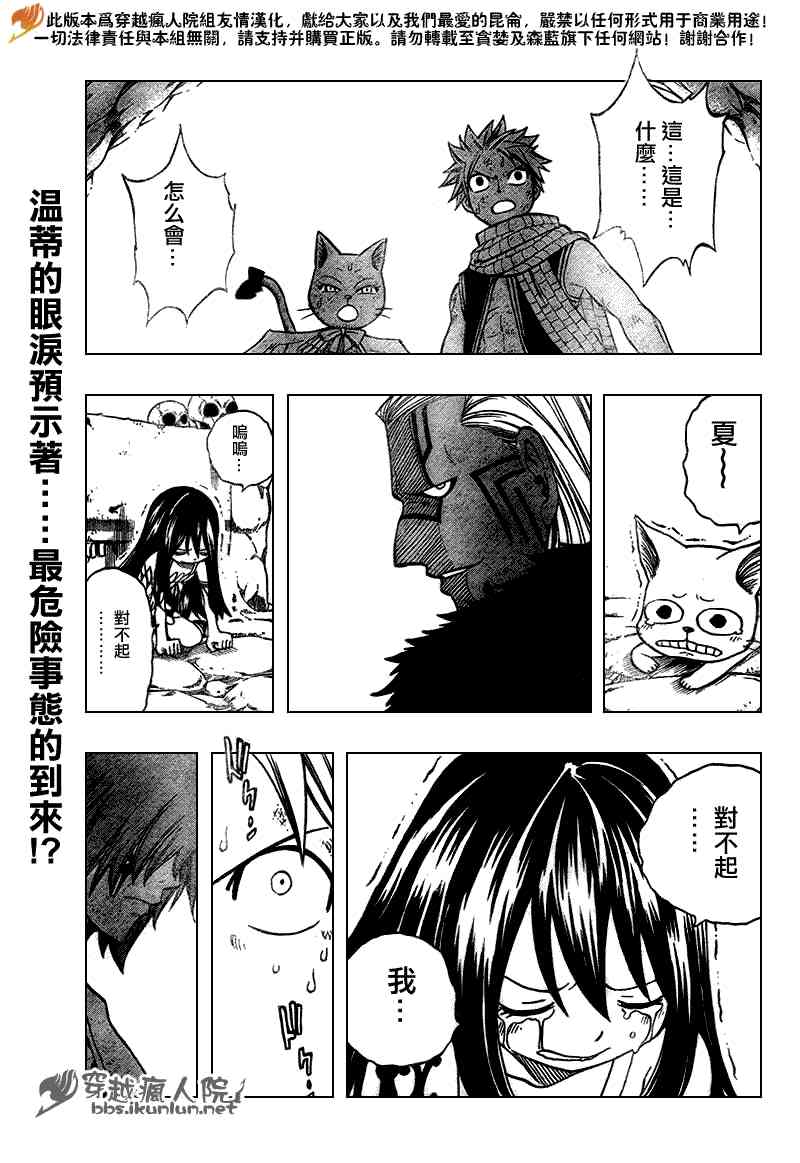 此版本爲穿越瘋人院組友情漢化，獻給大家以及我們最愛的昆侖，嚴禁以任何形式用于商業用途！
一切法律責任與本組無關，請支持并購買正版。請勿轉載至貪婪及森藍旗下任何網站！謝謝合作！
這…這是
什麼……
怎么會…
温蒂的眼淚預示著……最危險事態的到來!?
夏～
嗚嗚…
對不起
…………
對不起
……
我…
穿越瘋人院
bbs.ikunlun.net